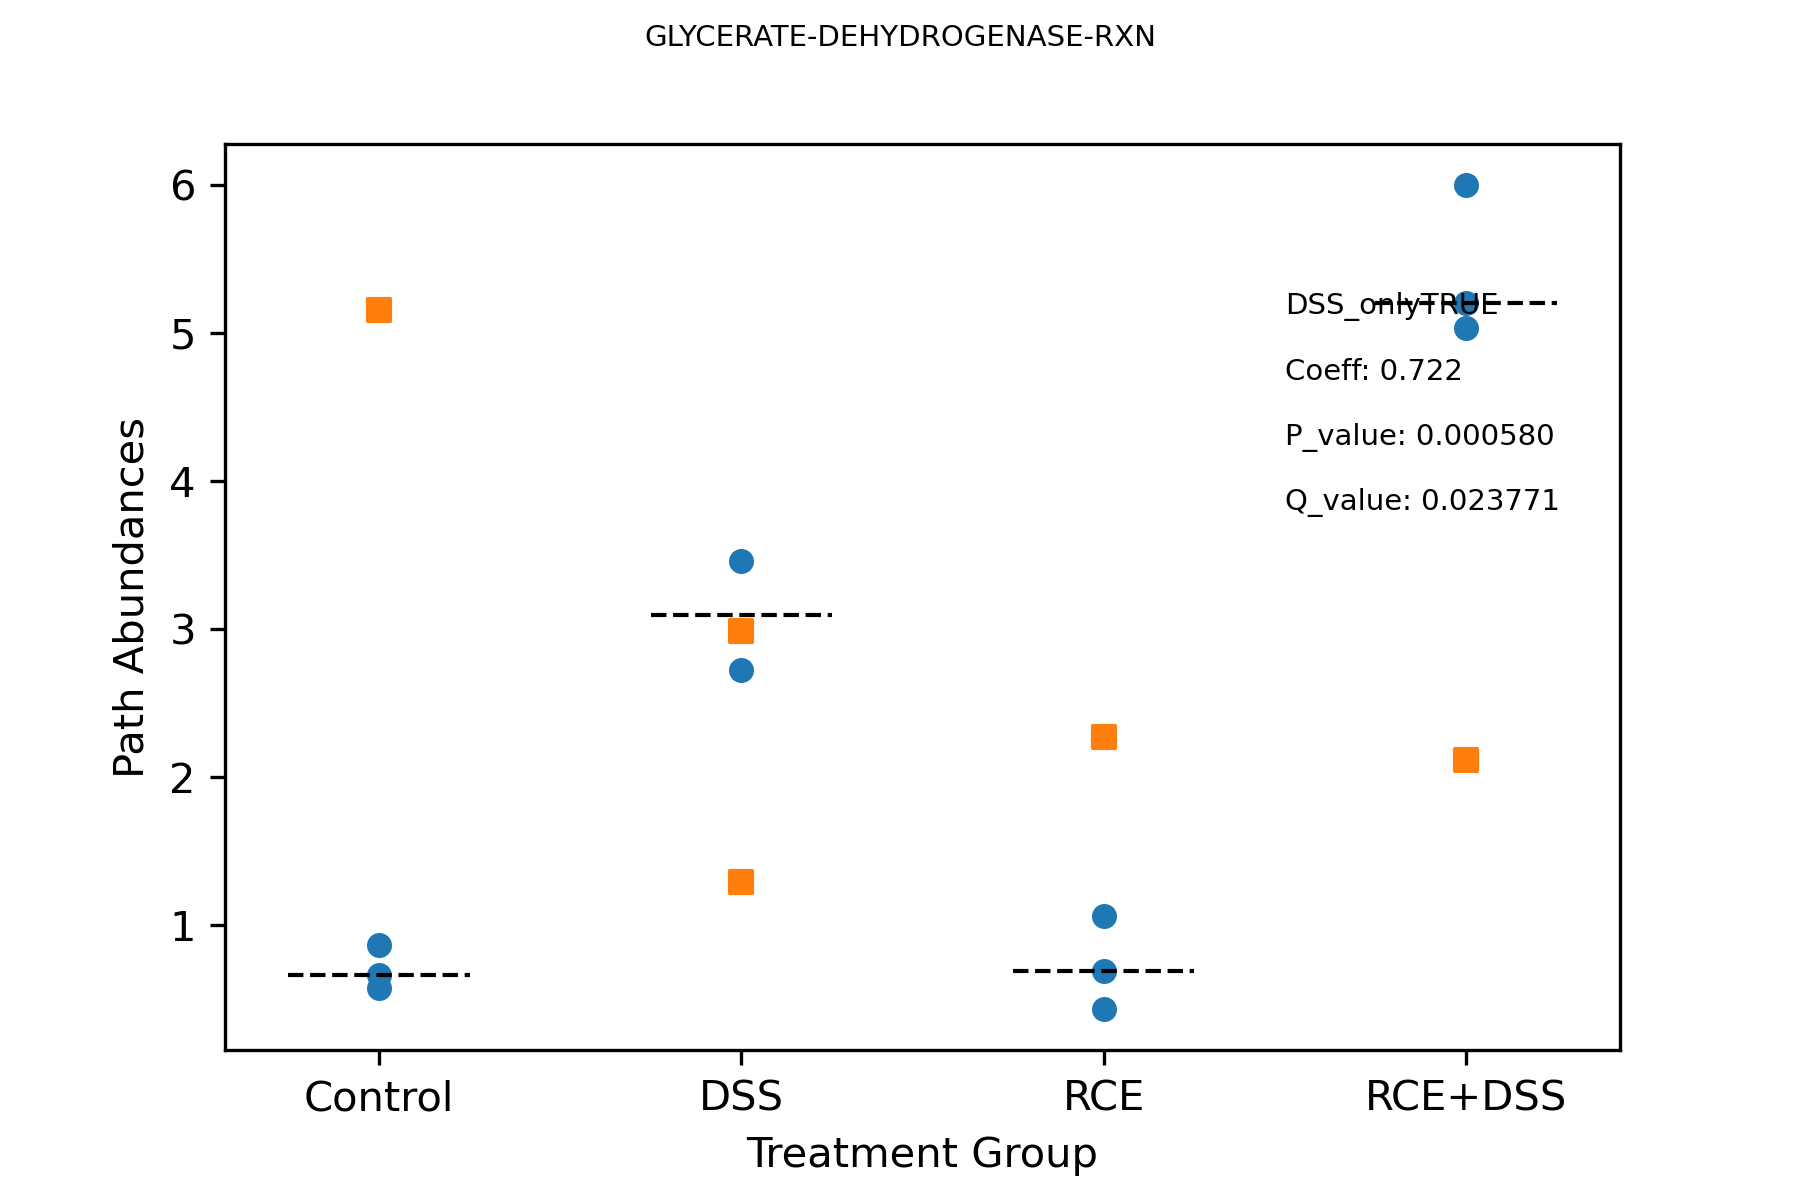 GLYCERATE-DEHYDROGENASE-RXN
6
5
4
3
2
1
Path Abundances
DSS_onlyTRUE
Coeff: 0.722
P_value: 0.000580
Q_value: 0.023771
Control DSS RCE RCE+DSS
Treatment Group